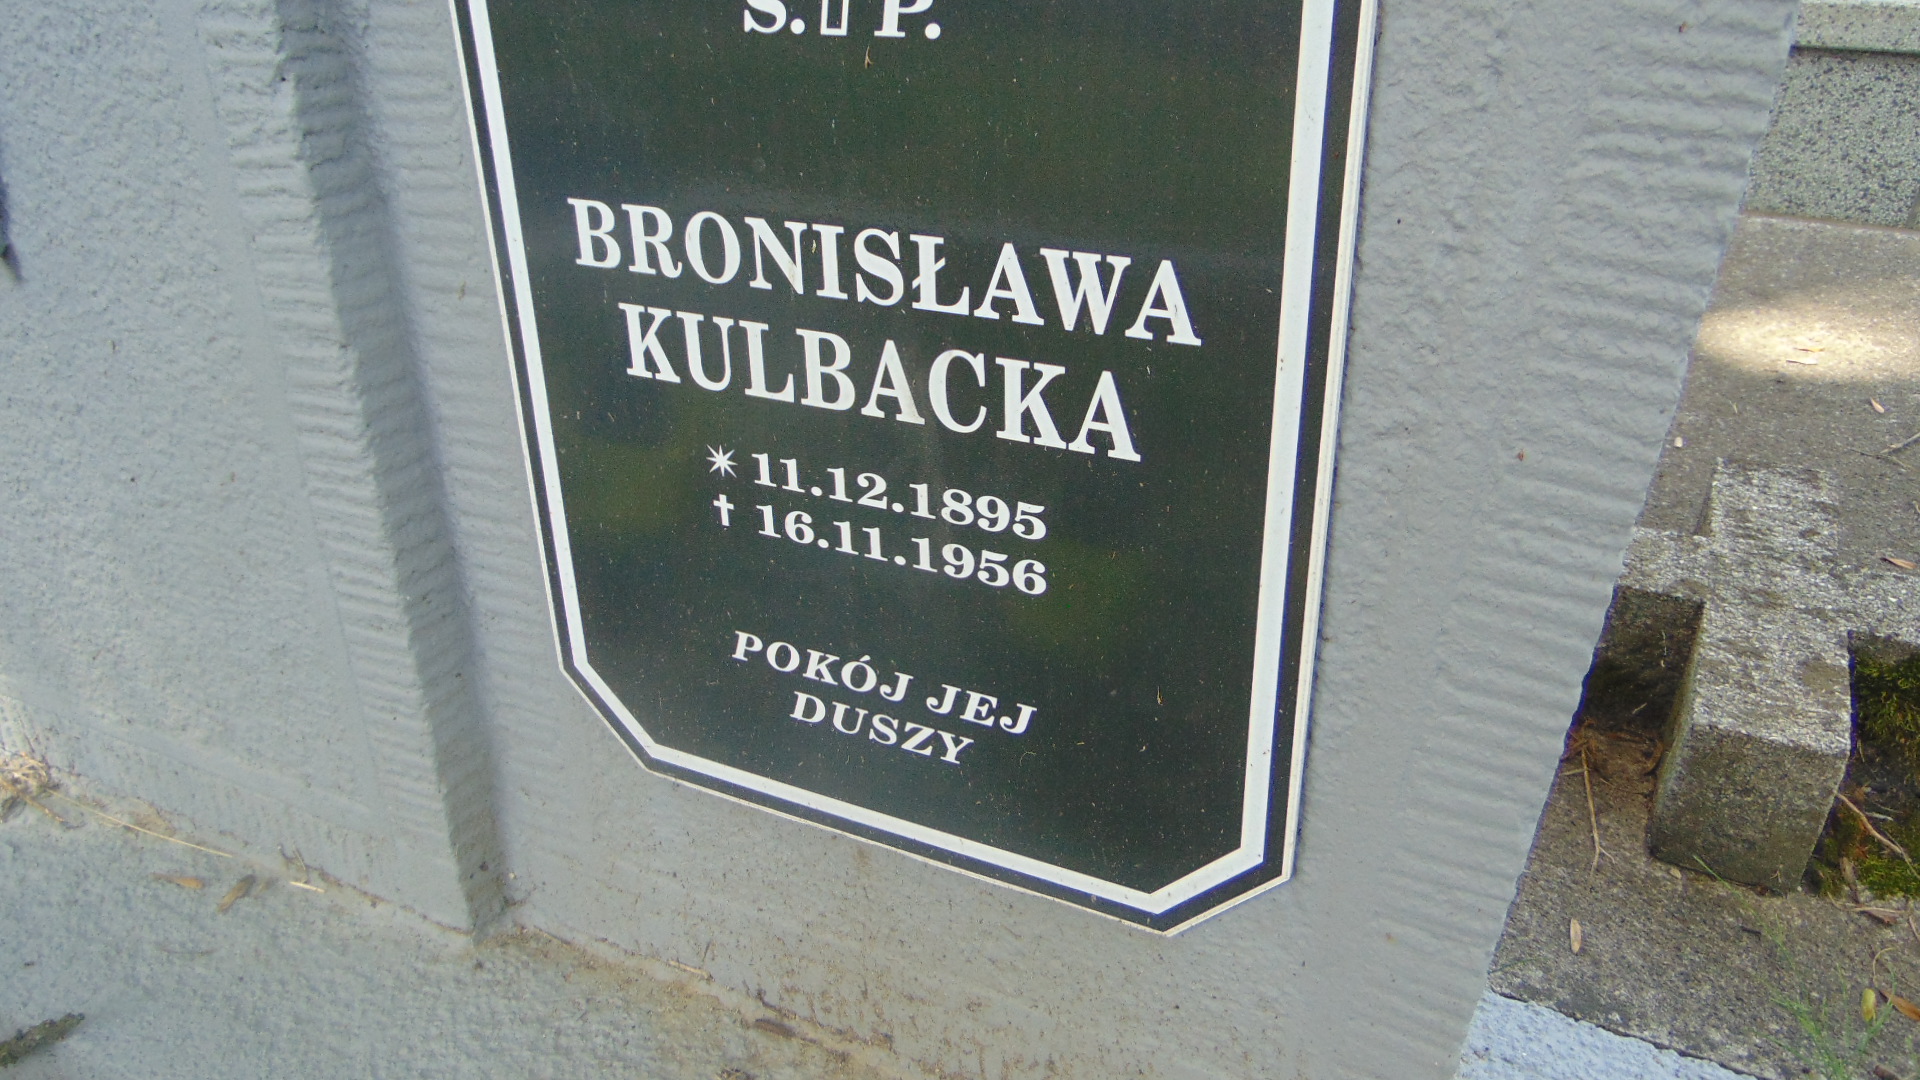 Ś. P.
BRONISŁAWA
KULBACKA
* 11.12.1895
† 16.11.1956
POKÓJ JEJ
DUSZY